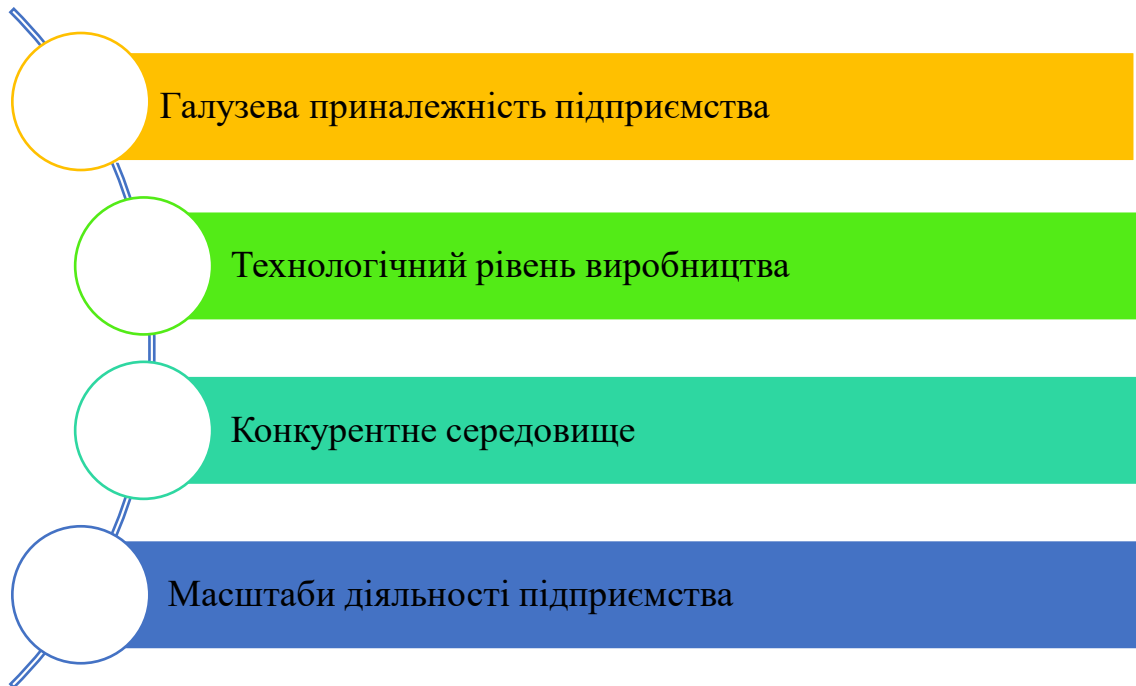 Галузева приналежність підприємства
Технологічний рівень виробництва
Конкурентне середовище
Масштаби діяльності підприємства